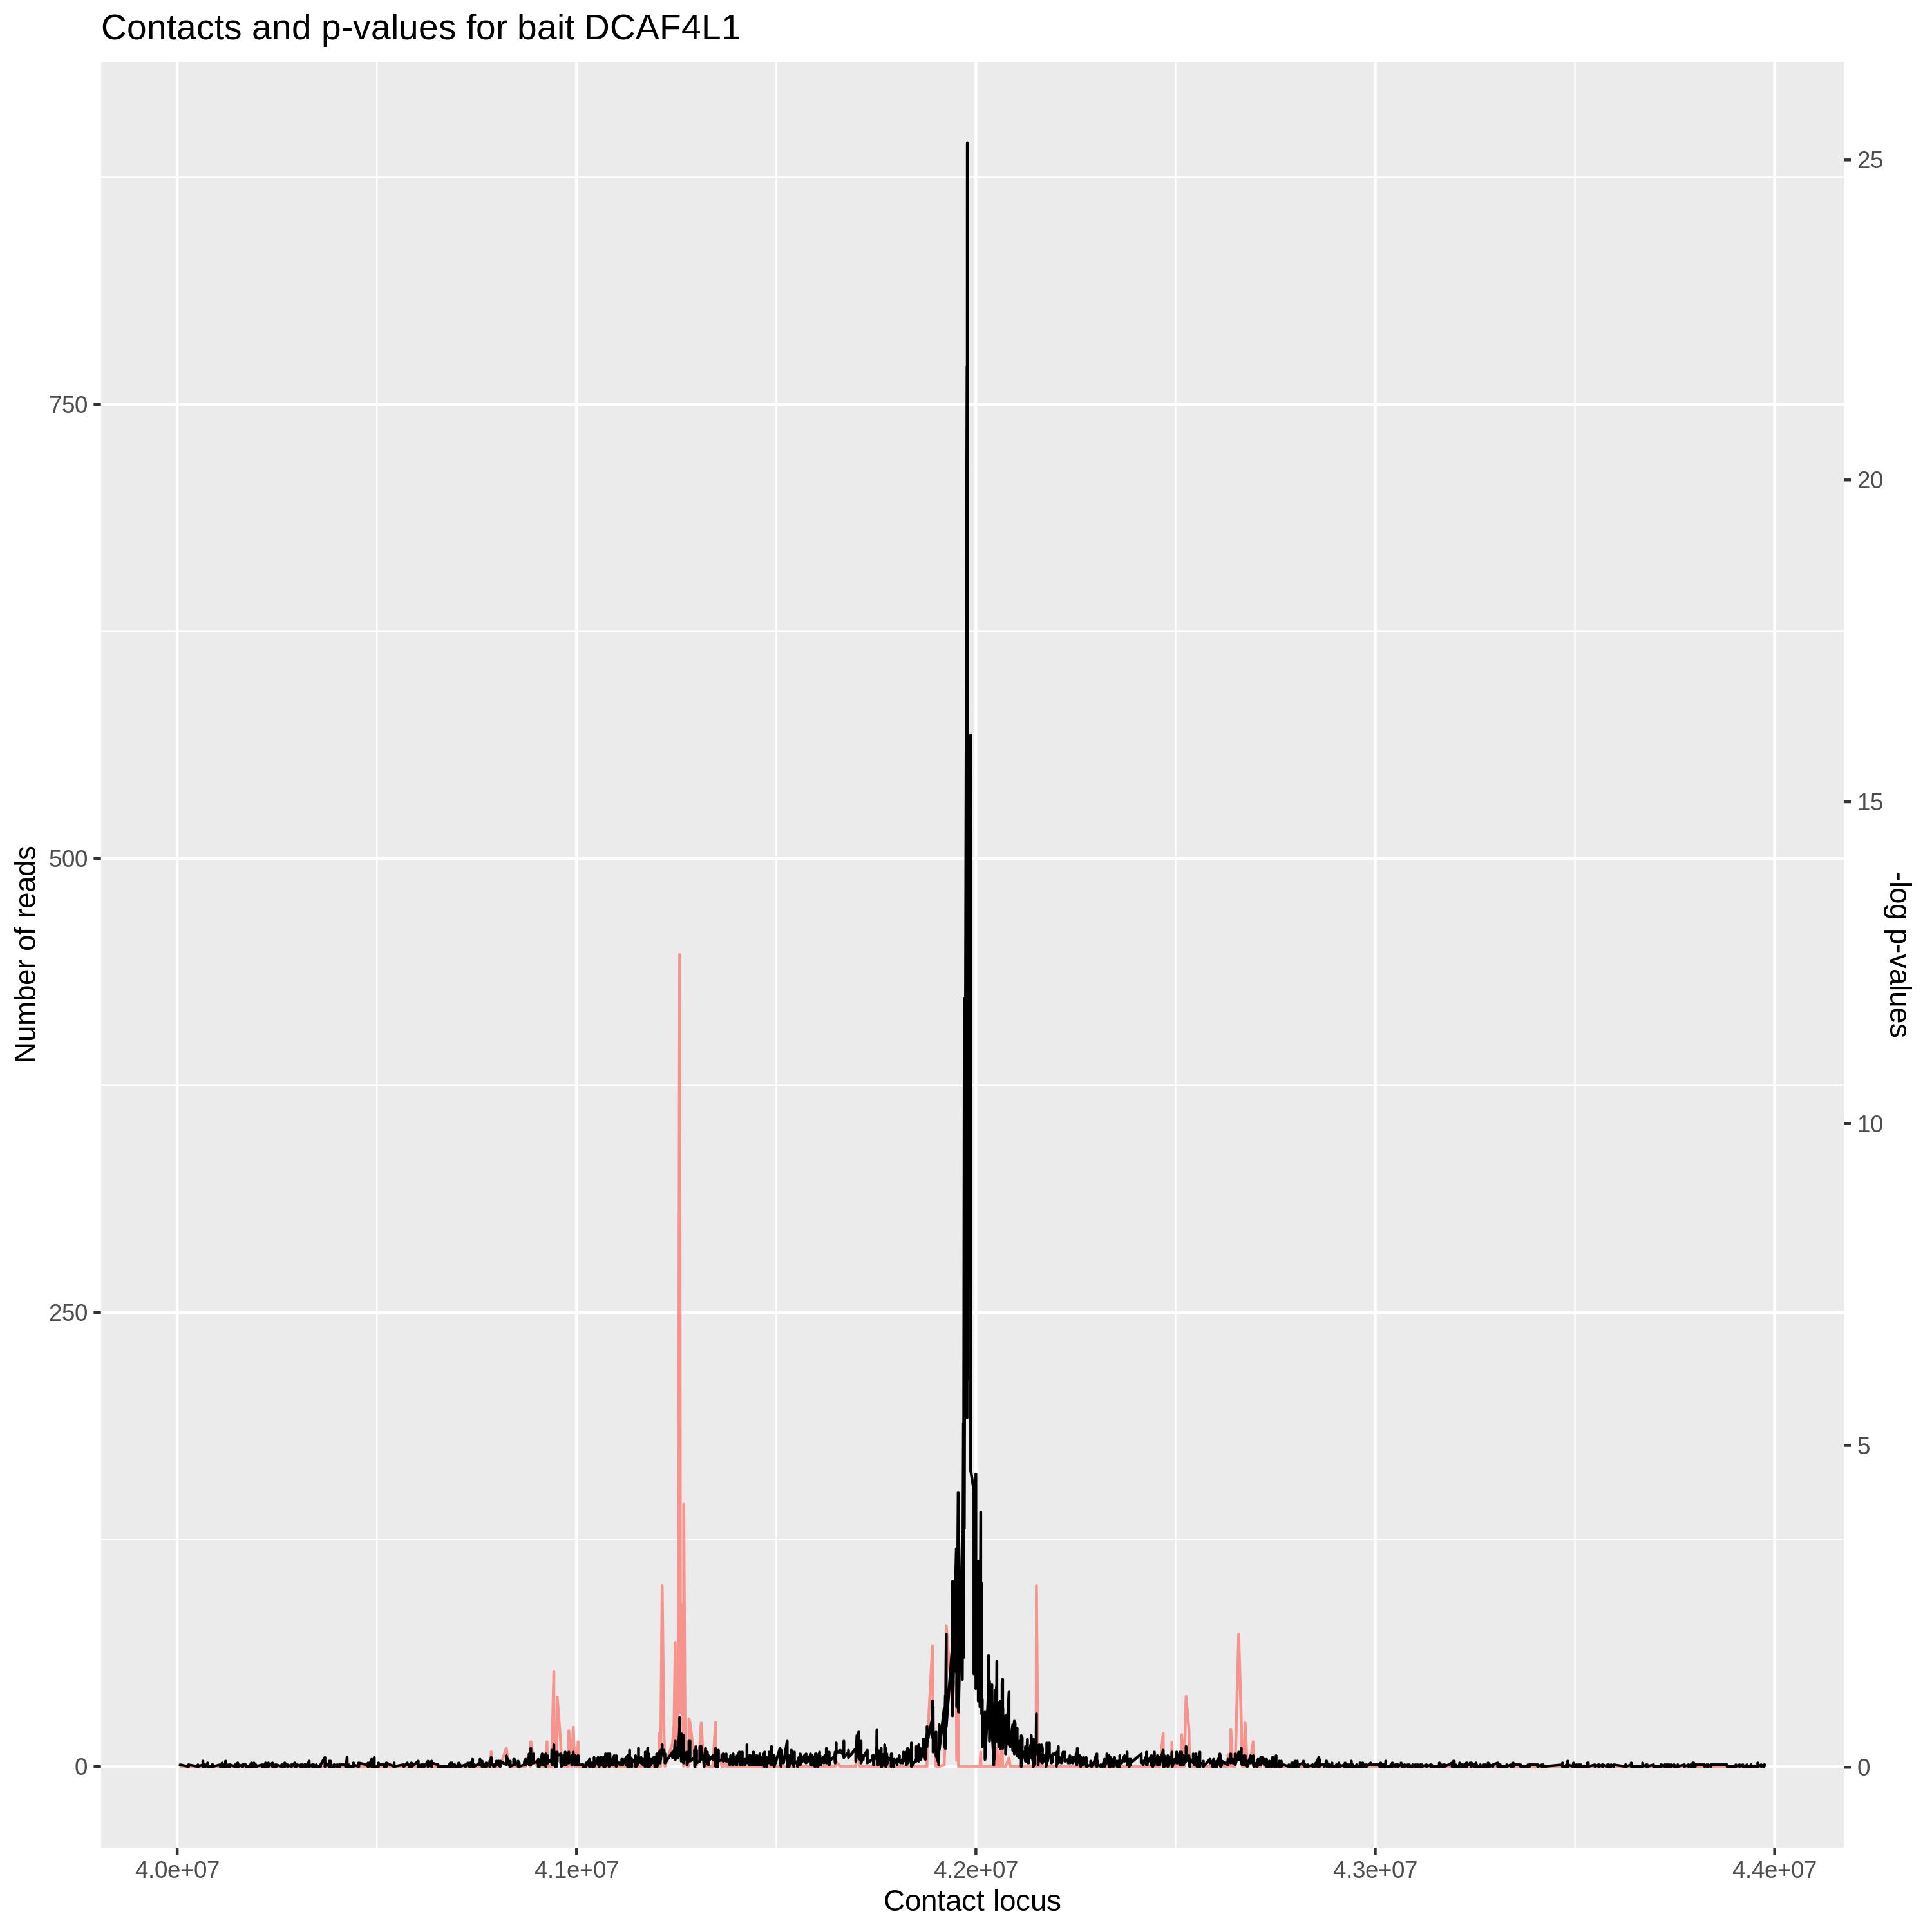 Contacts and p-values for bait DCAF4L1
750
500
250
0
Number of reads
25
20
15
10
5
0
-log p-values
4.0e+07
4.1e+07
4.2e+07
4.3e+07
4.4e+07
Contact locus